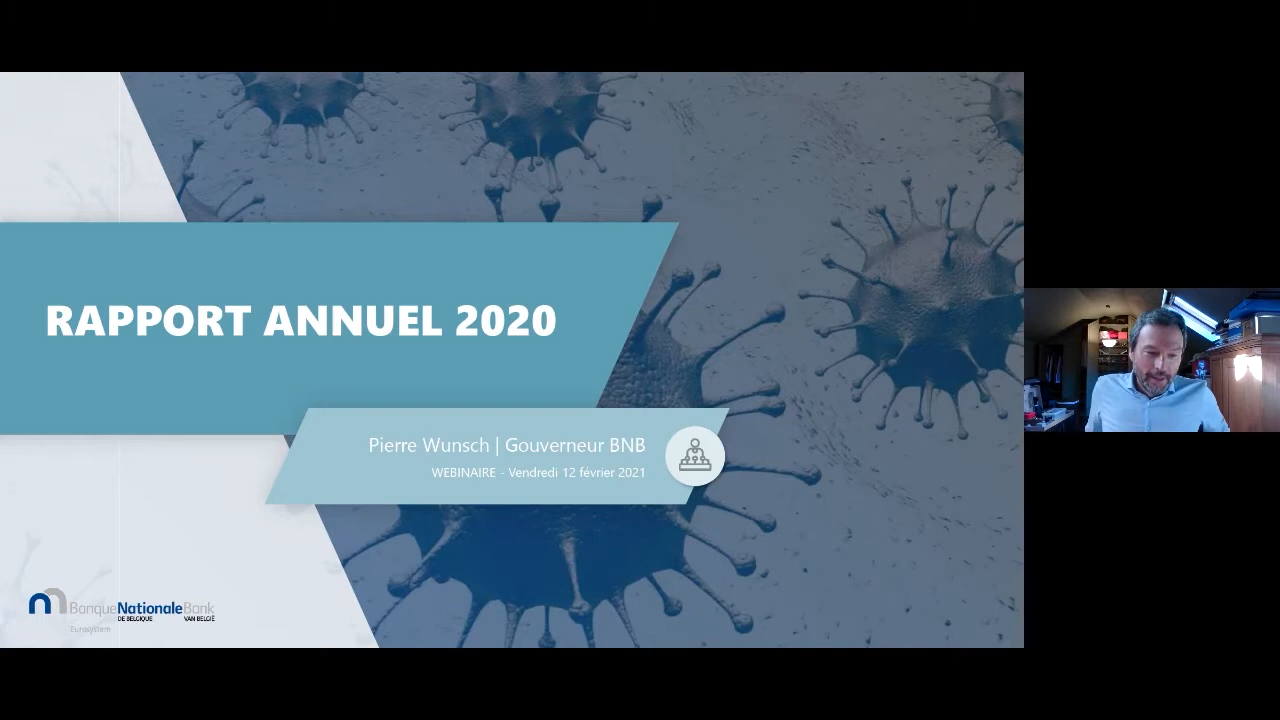 RAPPORT ANNUEL 2020
Pierre Wunsch | Gouverneur BNB
WEBINAIRE - Vendredi 12 février 2021
BanqueNationaleBank
DE BELGIQUE VAN BELGIË
Eurosystem